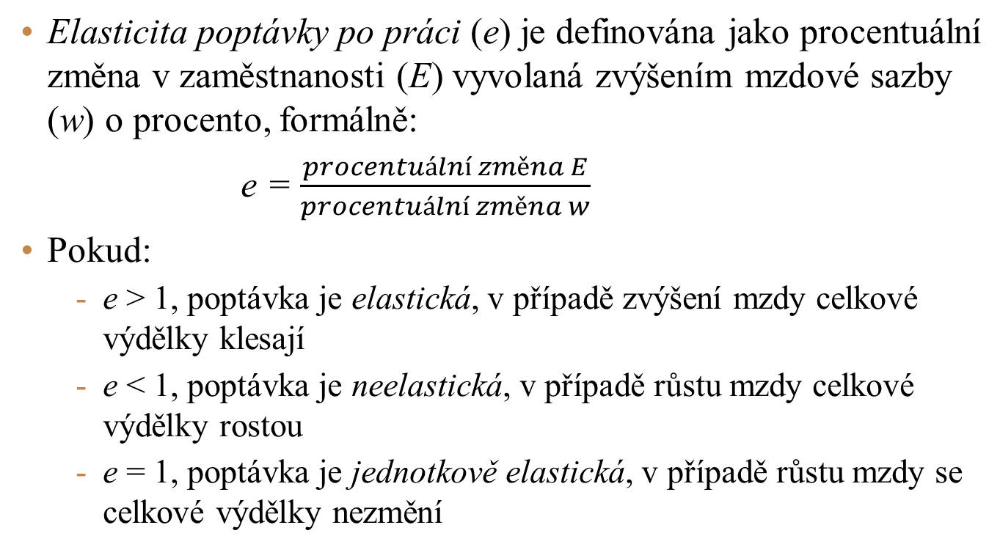 • Elasticita poptávky po práci (e) je definována jako procentuální
změna v zaměstnanosti (E) vyvolaná zvýšením mzdové sazby
(w) o procento, formálně:
e = procentuální změna E / procentuální změna w
• Pokud:
- e > 1, poptávka je elastická, v případě zvýšení mzdy celkové
výdělky klesají
- e < 1, poptávka je neelastická, v případě růstu mzdy celkové
výdělky rostou
- e = 1, poptávka je jednotkově elastická, v případě růstu mzdy se
celkové výdělky nezmění